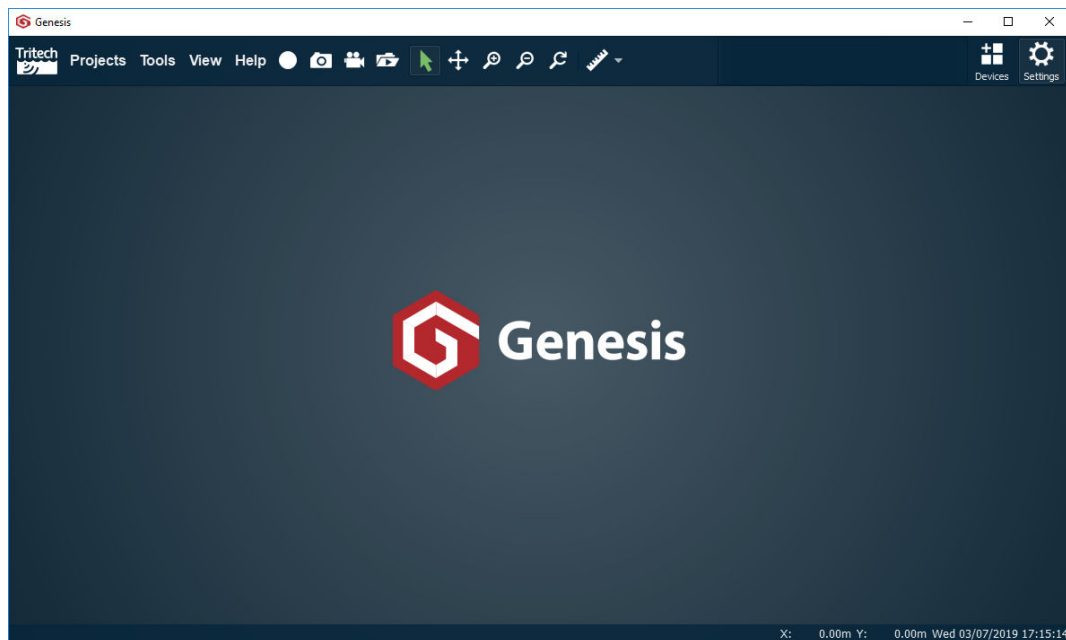 Genesis
Tritech Projects Tools View Help
Devices Settings
Genesis
X: 0.00m Y: 0.00m Wed 03/07/2019 17:15:14